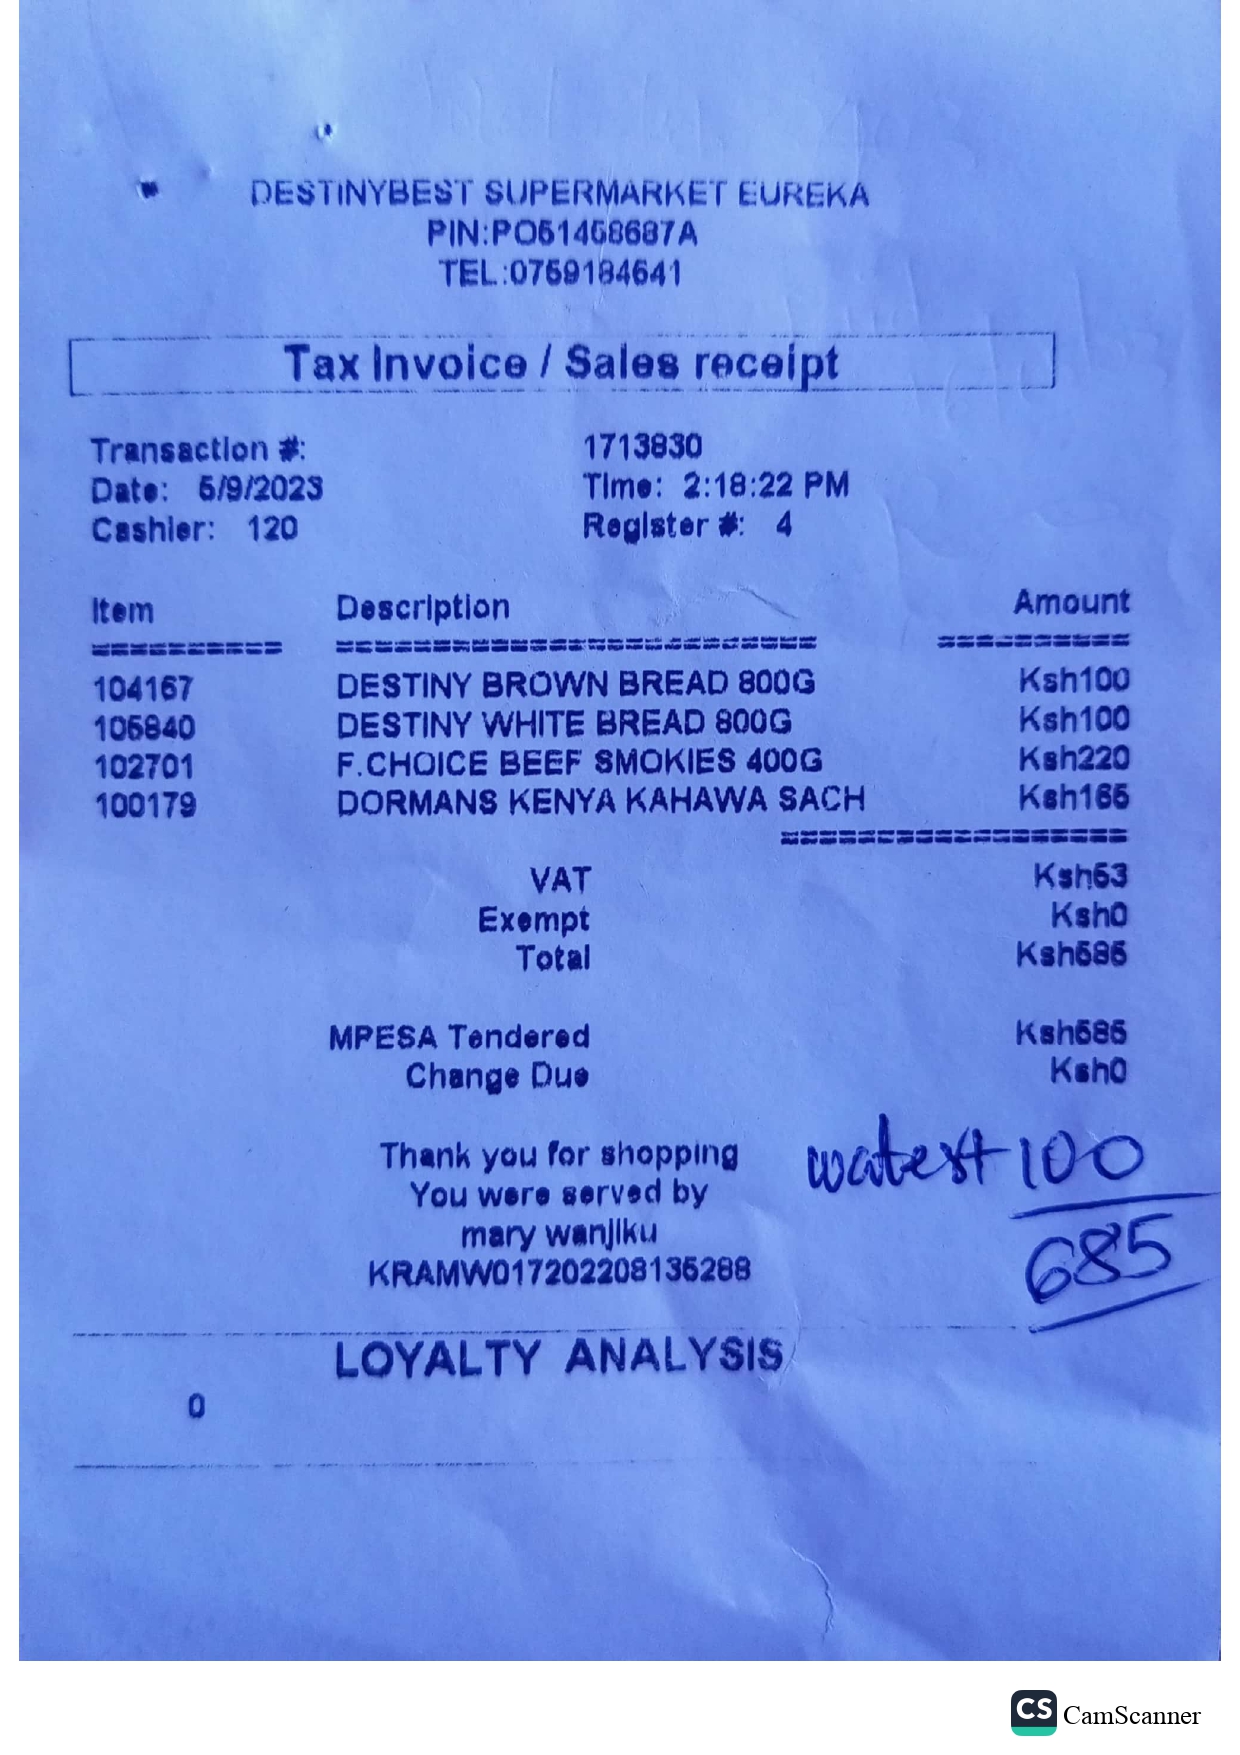 DESTINYBEST SUPERMARKET EUREKA
PIN:PO51468687A
TEL:0759184641
Tax Invoice / Sales receipt
Transaction #: 1713830
Date: 5/9/2023 Time: 2:18:22 PM
Cashier: 120 Register #: 4
Item Description Amount
========== ========================= ==========
104167 DESTINY BROWN BREAD 800G Ksh100
105840 DESTINY WHITE BREAD 800G Ksh100
102701 F.CHOICE BEEF SMOKIES 400G Ksh220
100179 DORMANS KENYA KAHAWA SACH Ksh165
==================
VAT Ksh53
Exempt Ksh0
Total Ksh585
MPESA Tendered Ksh585
Change Due Ksh0
Thank you for shopping
You were served by
mary wanjiku
KRAMW017202208135288
water+ 100
685
LOYALTY ANALYSIS
0
CS CamScanner